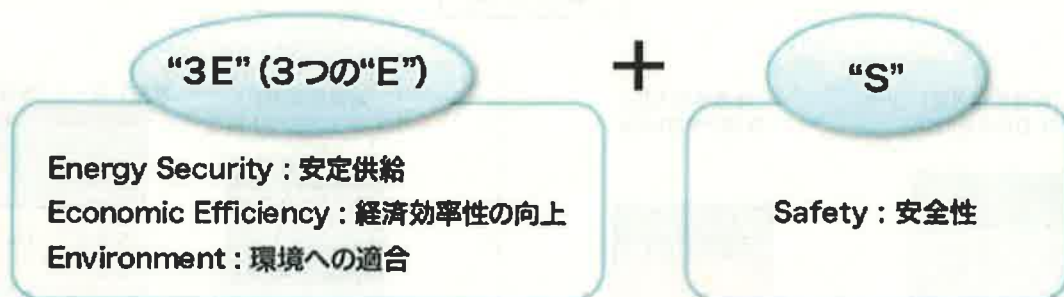 “3E”(3つの“E”)
+
“S”
Energy Security：安定供給
Economic Efficiency：経済効率性の向上
Environment：環境への適合
Safety：安全性